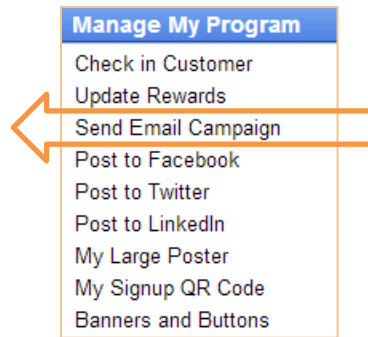 Manage My Program
Check in Customer
Update Rewards
Send Email Campaign
Post to Facebook
Post to Twitter
Post to LinkedIn
My Large Poster
My Signup QR Code
Banners and Buttons